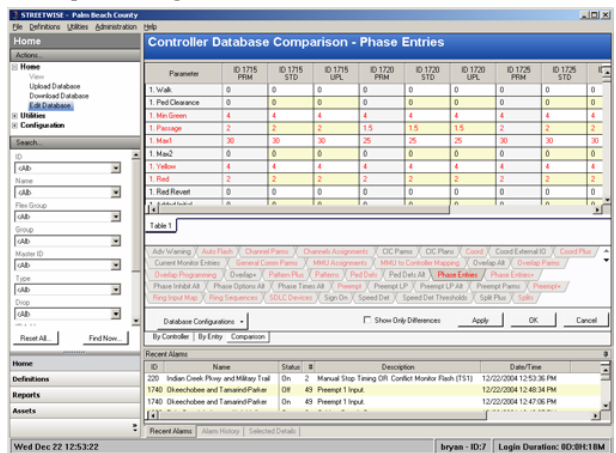 STREETWISE - Palm Beach County
File Definitions Utilities Administration Help
Home
Controller Database Comparison - Phase Entries
Actions...
Home
View
Upload Database
Download Database
Edit Database
Utilities
Configuration
Search...
ID
<All>
Name
<All>
Flex Group
<All>
Group
<All>
Master ID
<All>
Type
<All>
Drop
<All>
Reset All... Find Now...
Home
Definitions
Reports
Assets
Parameter ID 1715 PRM ID 1715 STD ID 1715 UPL ID 1720 PRM ID 1720 STD ID 1720 UPL ID 1725 PRM ID 1725 STD
1. Walk 0 0 0 0 0 0 0 0 0
1. Ped Clearance 0 0 0 0 0 0 0 0 0
1. Min Green 4 4 4 4 4 4 4 4 4
1. Passage 2 2 2 1.5 1.5 1.5 2 2 2
1. Max1 30 30 30 25 25 25 30 30 30
1. Max2 0 0 0 0 0 0 0 0 0
1. Yellow 4 4 4 4 4 4 4 4 4
1. Red 2 2 2 2 2 2 2 2 2
1. Red Revert 0 0 0 0 0 0 0 0 0
1. Added Initial
Table 1
Adv Warning Auto Flash Channel Parms Channels Assignments CIC Parms CIC Plans Coord Coord External IO Coord Plus
Current Monitor Entries General Comm Parms MMU Assignments MMU to Controller Mapping Overlap Alt Overlap Parms
Overlap Programming Overlap+ Pattern Plus Patterns Ped Dets Ped Dets Alt Phase Entries Phase Entries+
Phase Inhibit Alt Phase Options Alt Phase Times Alt Preempt Preempt LP Preempt LP Alt Preempt Parms Preempt+
Ring Input Map Ring Sequences SDLC Devices Sign On Speed Det Speed Det Thresholds Split Plus Splits
Database Configurations Show Only Differences Apply OK Cancel
By Controller By Entry Comparison
Recent Alarms
ID Name Status # Description Date/Time
220 Indian Creek Pkwy and Military Trail On 2 Manual Stop Timing OR Conflict Monitor Flash (TS1) 12/22/2004 12:53:36 PM
1740 Okeechobee and Tamarind-Parker Off 49 Preempt 1 Input. 12/22/2004 12:48:34 PM
1740 Okeechobee and Tamarind-Parker On 49 Preempt 1 Input. 12/22/2004 12:47:06 PM
Recent Alarms Alarm History Selected Details
Wed Dec 22 12:53:22 bryan - ID:7 Login Duration: 0D:0H:18M